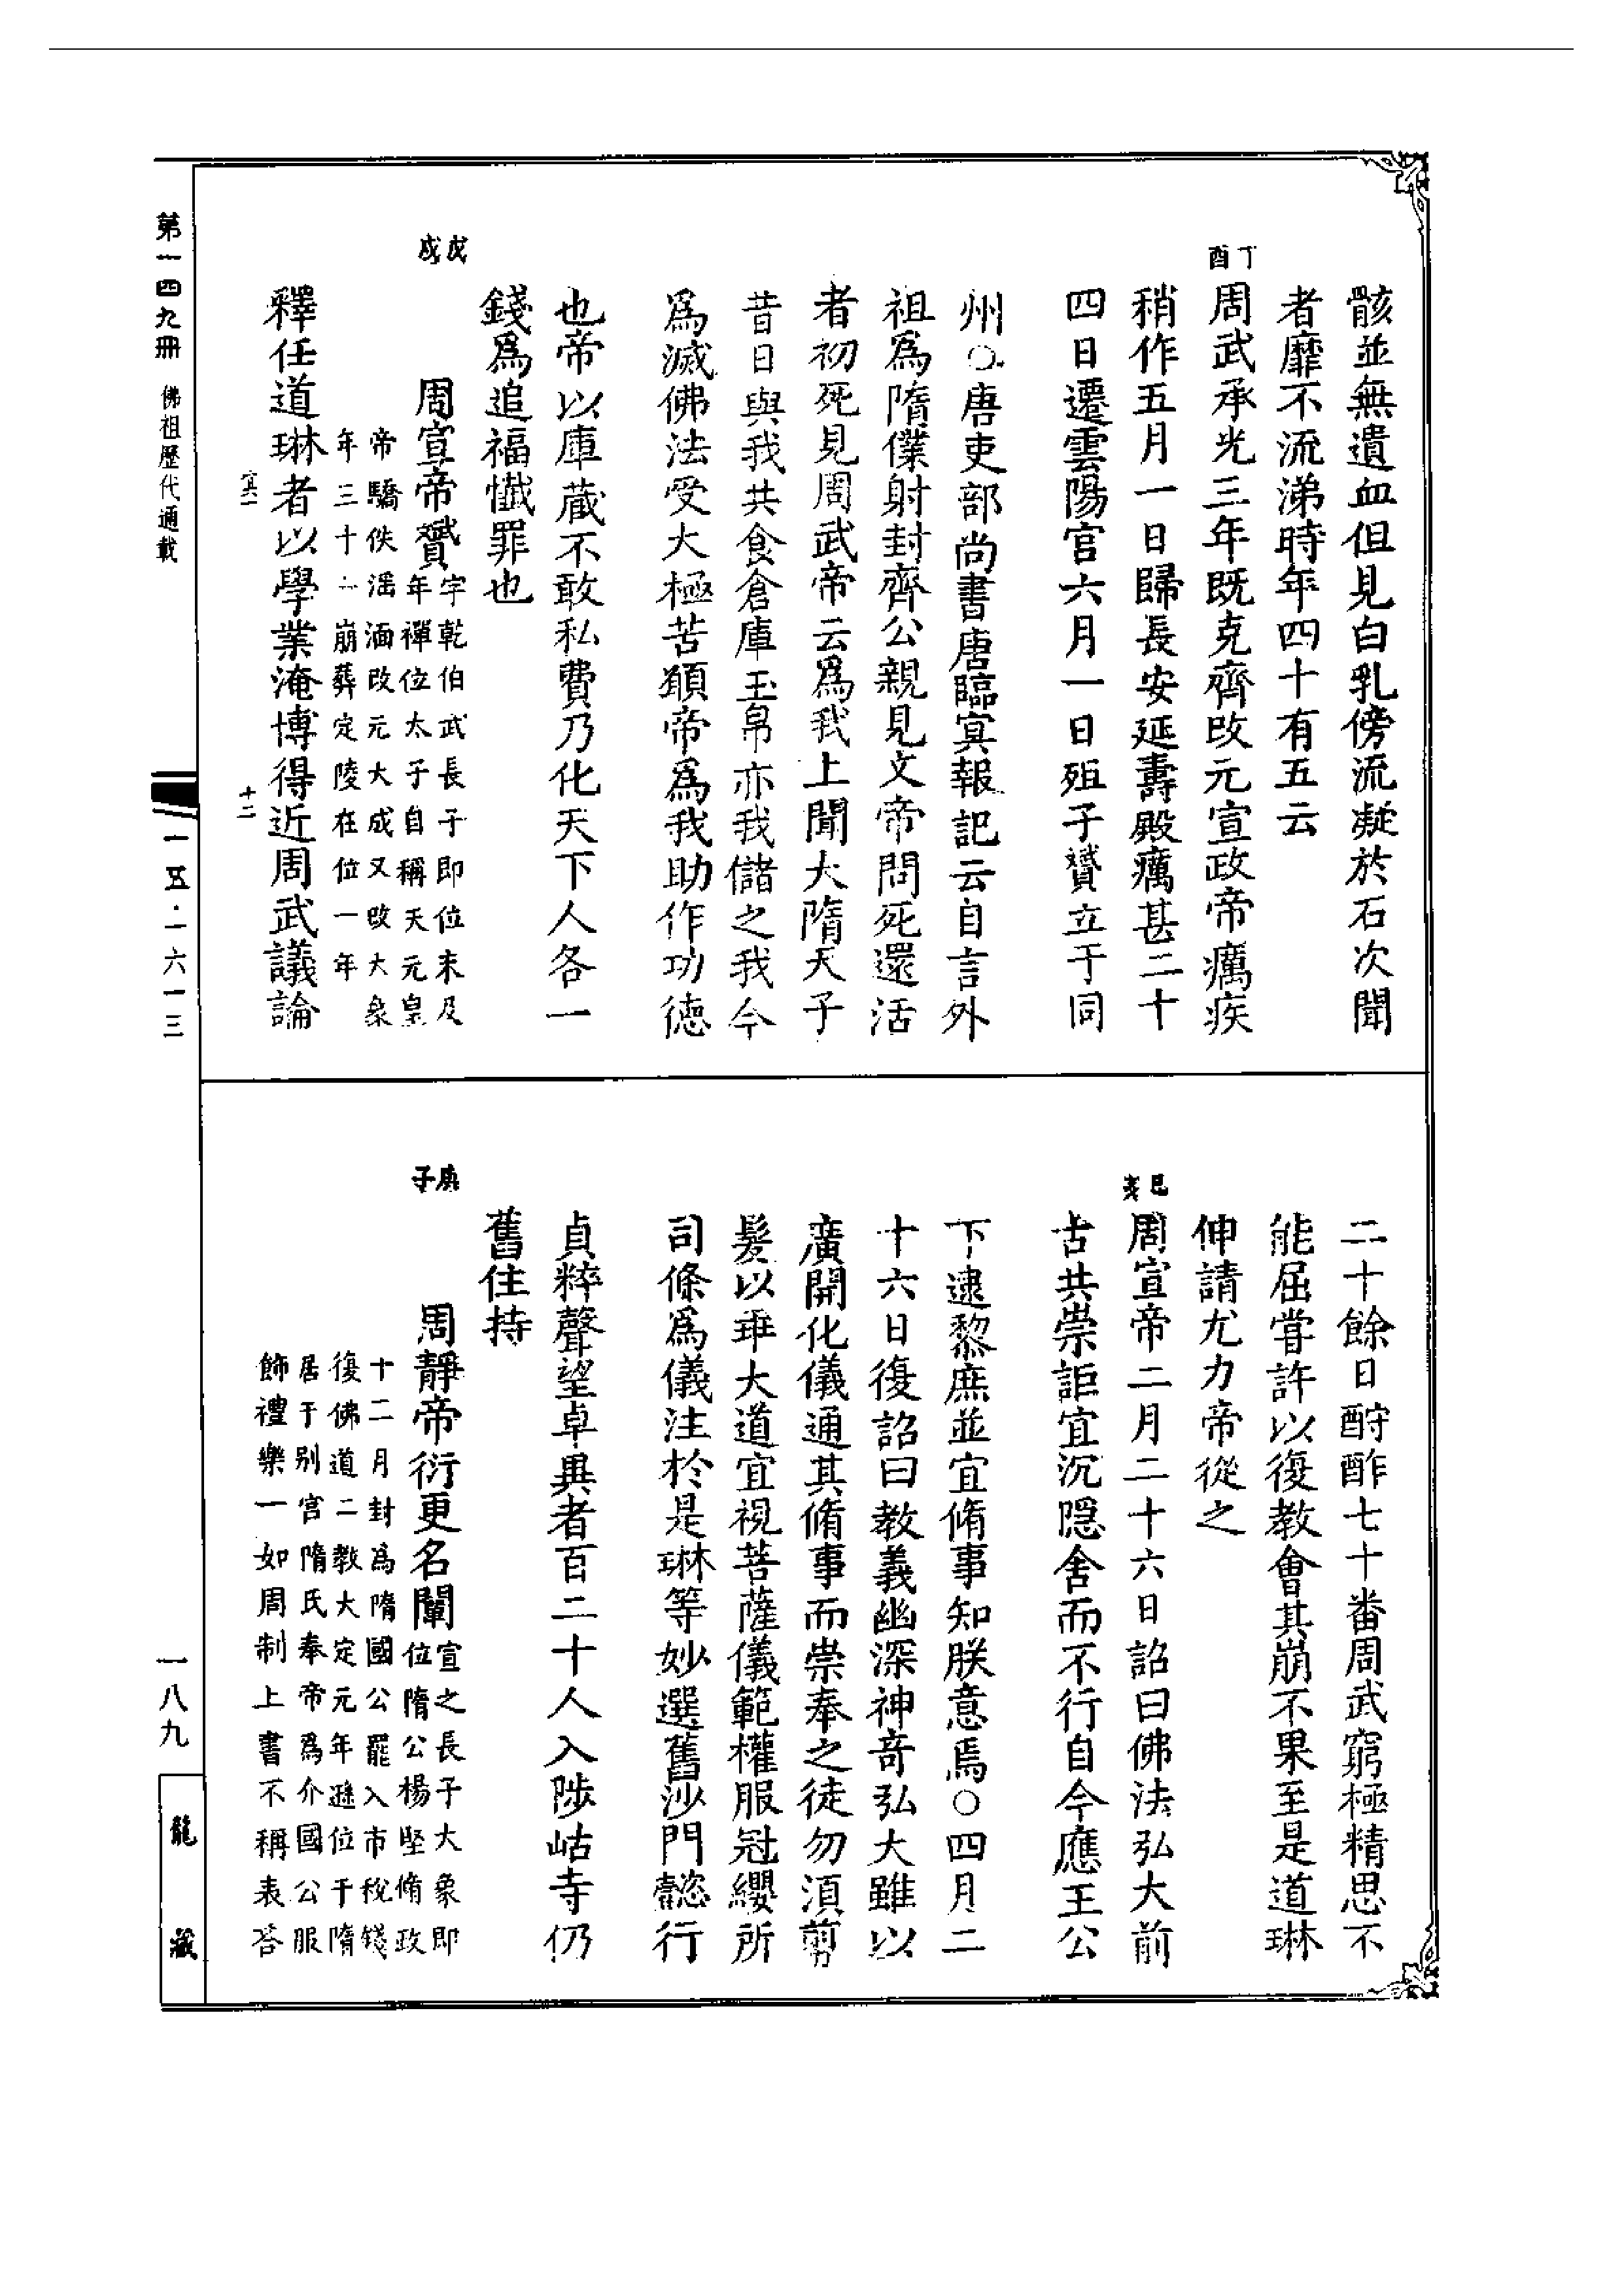 骸並無遺血但見白乳傍流凝於石次聞
者靡不流涕時年四十有五云
丁酉
周武承光三年既克齊改元宣政帝癘疾
稍作五月一日歸長安延壽殿癘甚二十
四日遷雲陽宮六月一日殂子贇立于同
州○唐吏部尚書唐臨冥報記云自言外
祖為隋僕射封齊公親見文帝問死還活
者初死見周武帝云為我上聞大隋天子
昔日與我共食倉庫玉帛亦我儲之我今
為滅佛法受大極苦願帝為我助作功德
也帝以庫藏不敢私費乃化天下人各一
錢為追福懺罪也
戊戌
周宣帝贇
字乾伯武長子即位末及
年禪位太子自稱天元皇
帝驕佚滛湎改元大成又改大象
年三十一崩葬定陵在位一年
釋任道琳者以學業淹博得近周武議論
二十餘日酧酢七十番周武窮極精思不
能屈嘗許以復教會其崩不果至是道琳
伸請尤力帝從之
己亥
周宣帝二月二十六日詔曰佛法弘大前
古共崇詎宜沉隱舍而不行自今應王公
下逮黎庶並宜脩事知朕意焉○四月二
十六日復詔曰教義幽深神奇弘大雖以
廣開化儀通其脩事而崇奉之徒勿須剪
髮以乖大道宜視菩薩儀範權服冠纓所
司條為儀注於是琳等妙選舊沙門懿行
貞粹聲望卓異者百二十人入陟岵寺仍
舊住持
庚子
周靜帝衍更名闡
宣之長子大象即
位隋公楊堅脩政
十二月封為隋國公罷入市稅錢
復佛道二教大定元年遜位于隋
居于别宮隋氏奉帝為介國公服
飾禮樂一如周制上書不稱表荅
第一四九冊
佛祖歷代通載
十二
一五·一六一三
一八九
龍藏